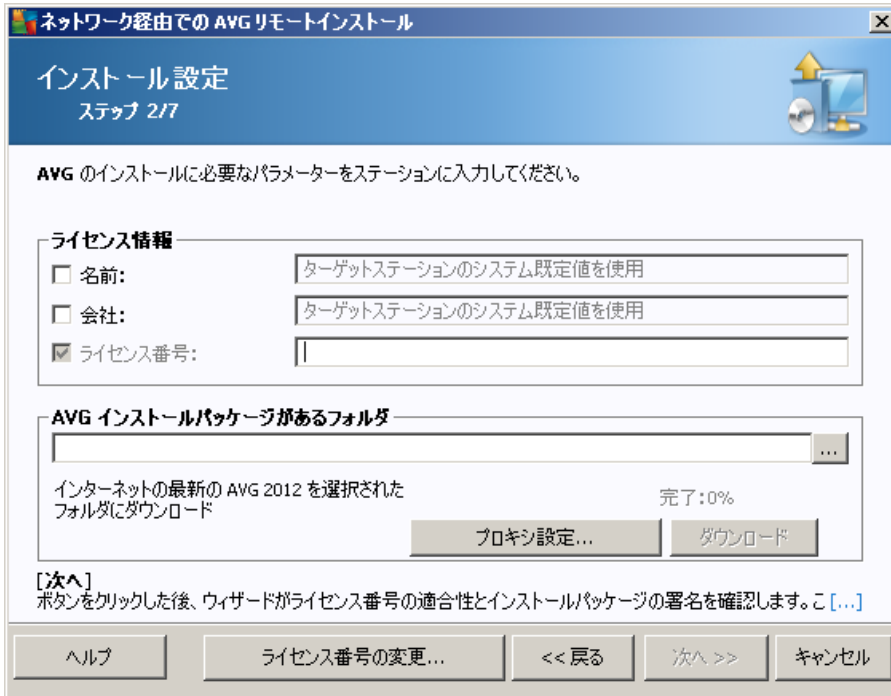 ネットワーク経由での AVG リモートインストール
インストール設定
ステップ 2/7
AVG のインストールに必要なパラメーターをステーションに入力してください。
ライセンス情報
名前:
ターゲットステーションのシステム既定値を使用
会社:
ターゲットステーションのシステム既定値を使用
ライセンス番号:
AVG インストールパッケージがあるフォルダ
...
インターネットの最新の AVG 2012 を選択された
フォルダにダウンロード
完了:0%
プロキシ設定...
ダウンロード
[次へ]
ボタンをクリックした後、ウィザードがライセンス番号の適合性とインストールパッケージの署名を確認します。こ [...]
ヘルプ
ライセンス番号の変更...
<< 戻る
次へ >>
キャンセル